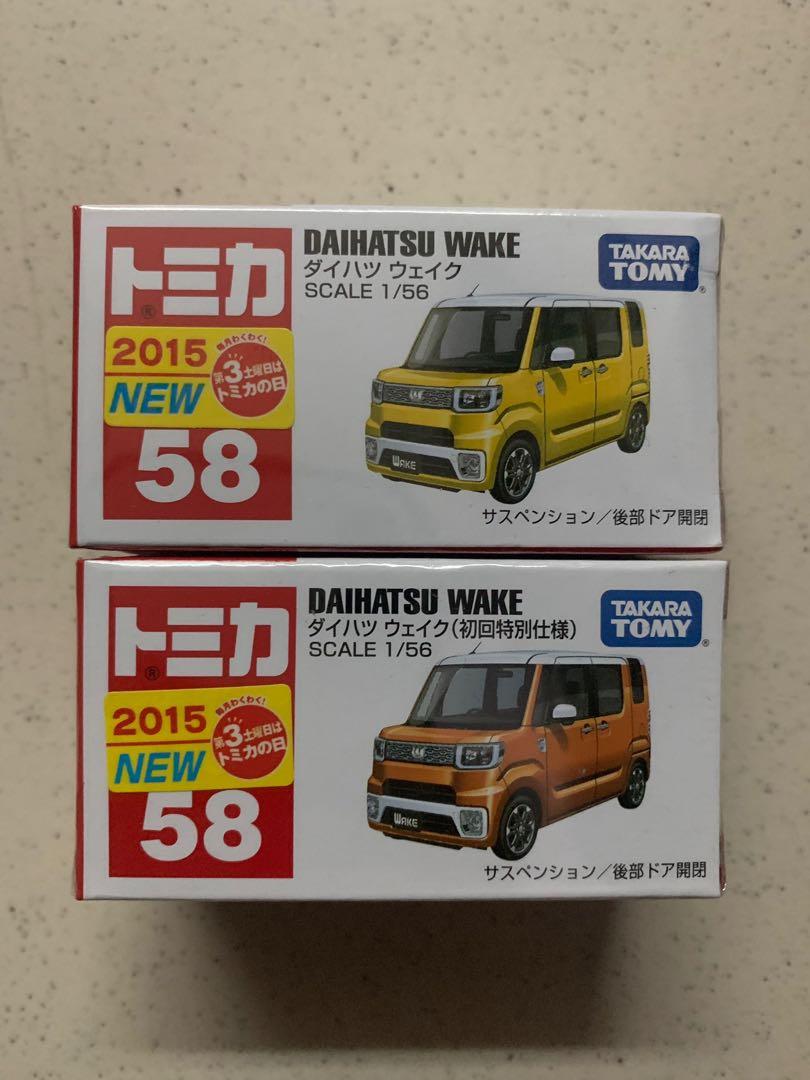 トミカ
®
2015
NEW
毎月わくわく!
第3土曜日は
トミカの日
58
DAIHATSU WAKE
ダイハツ ウェイク
SCALE 1/56
TAKARA
TOMY
®
WAKE
サスペンション/後部ドア開閉
トミカ
®
2015
NEW
毎月わくわく!
第3土曜日は
トミカの日
58
DAIHATSU WAKE
ダイハツ ウェイク(初回特別仕様)
SCALE 1/56
TAKARA
TOMY
®
WAKE
サスペンション/後部ドア開閉